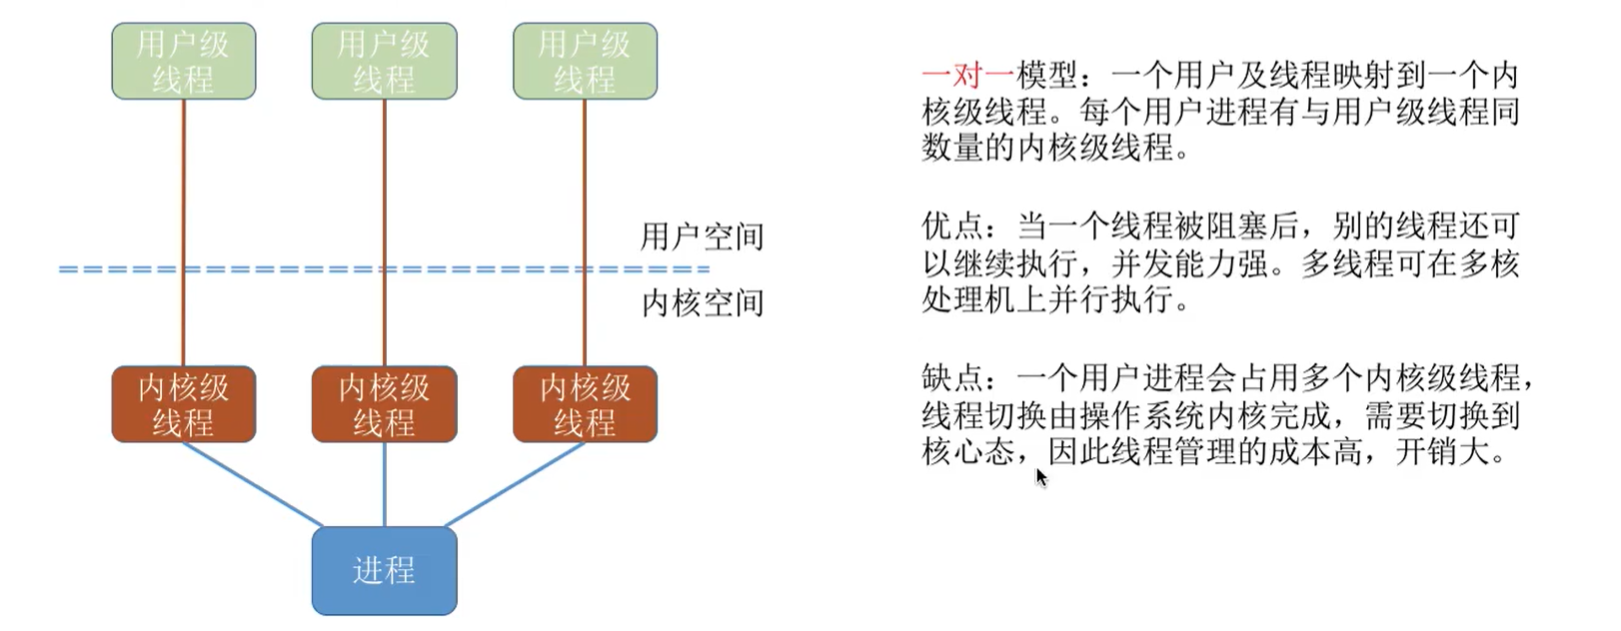 用户级
线程
用户级
线程
用户级
线程
用户空间
内核空间
内核级
线程
内核级
线程
内核级
线程
进程
一对一模型：一个用户及线程映射到一个内
核级线程。每个用户进程有与用户级线程同
数量的内核级线程。
优点：当一个线程被阻塞后，别的线程还可
以继续执行，并发能力强。多线程可在多核
处理机上并行执行。
缺点：一个用户进程会占用多个内核级线程，
线程切换由操作系统内核完成，需要切换到
核心态，因此线程管理的成本高，开销大。